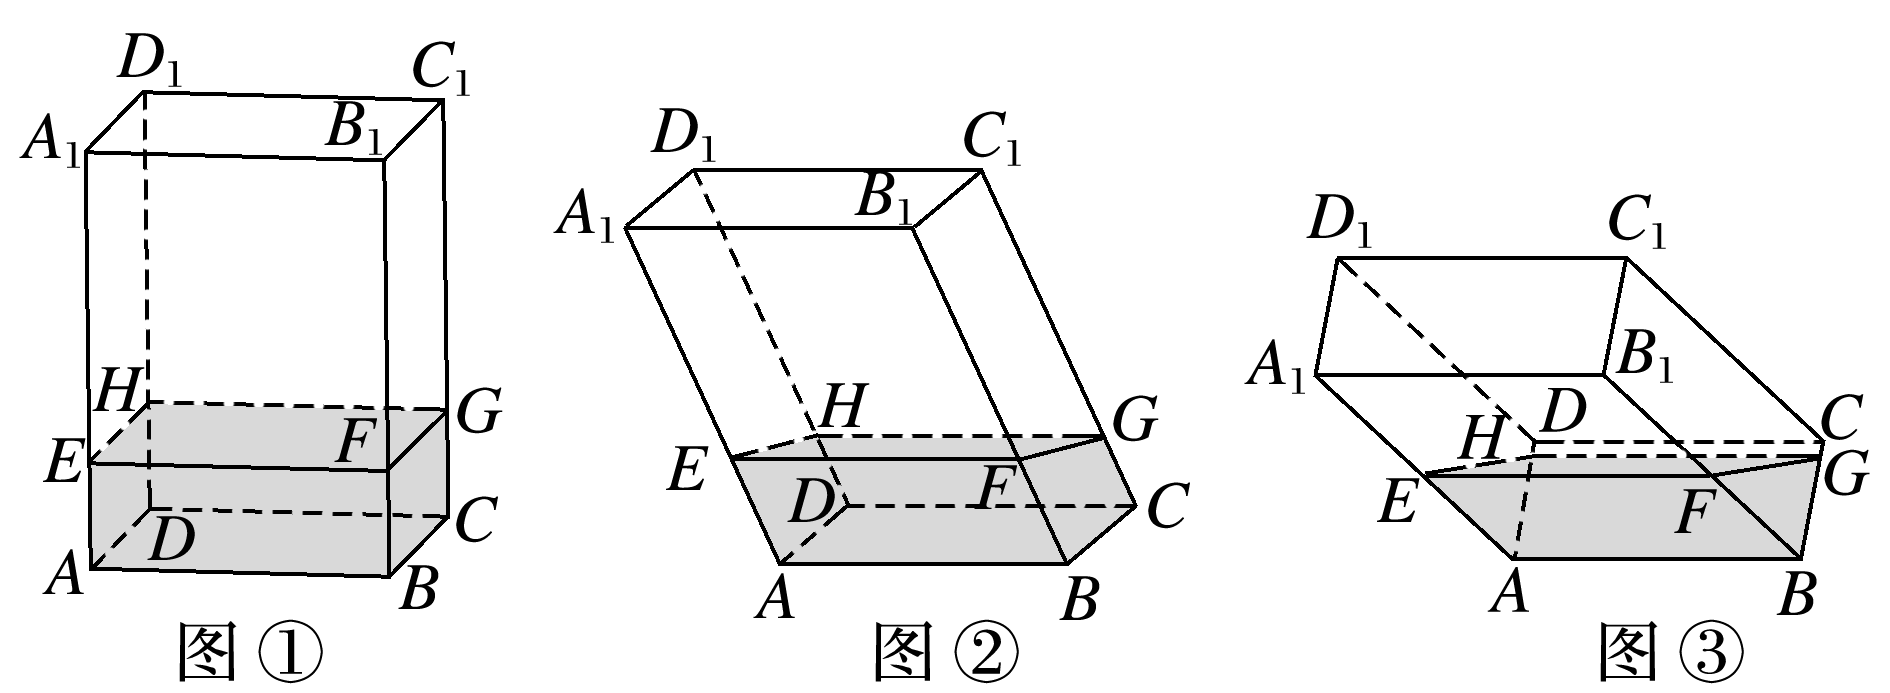 D₁ C₁
A₁ B₁
H G
E F
D C
A B
图①
D₁ C₁
A₁ B₁
H G
E F
D C
A B
图②
D₁ C₁
A₁ B₁
D C
H G
E F
A B
图③